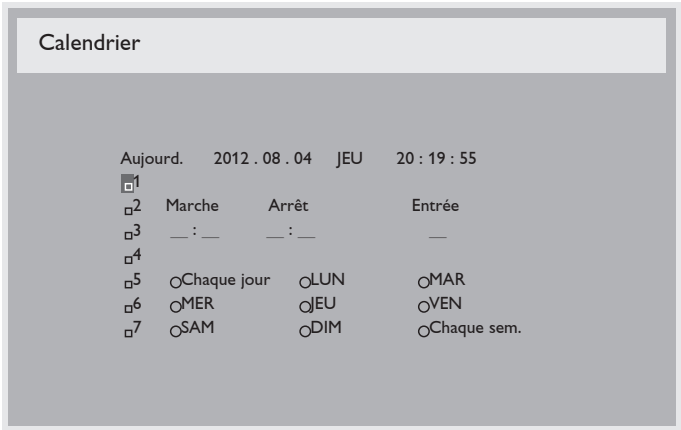 Calendrier
Aujourd. 2012 . 08 . 04 JEU 20 : 19 : 55
1
2 Marche Arrêt Entrée
3 __ : __ __ : __ __
4
5 Chaque jour LUN MAR
6 MER JEU VEN
7 SAM DIM Chaque sem.